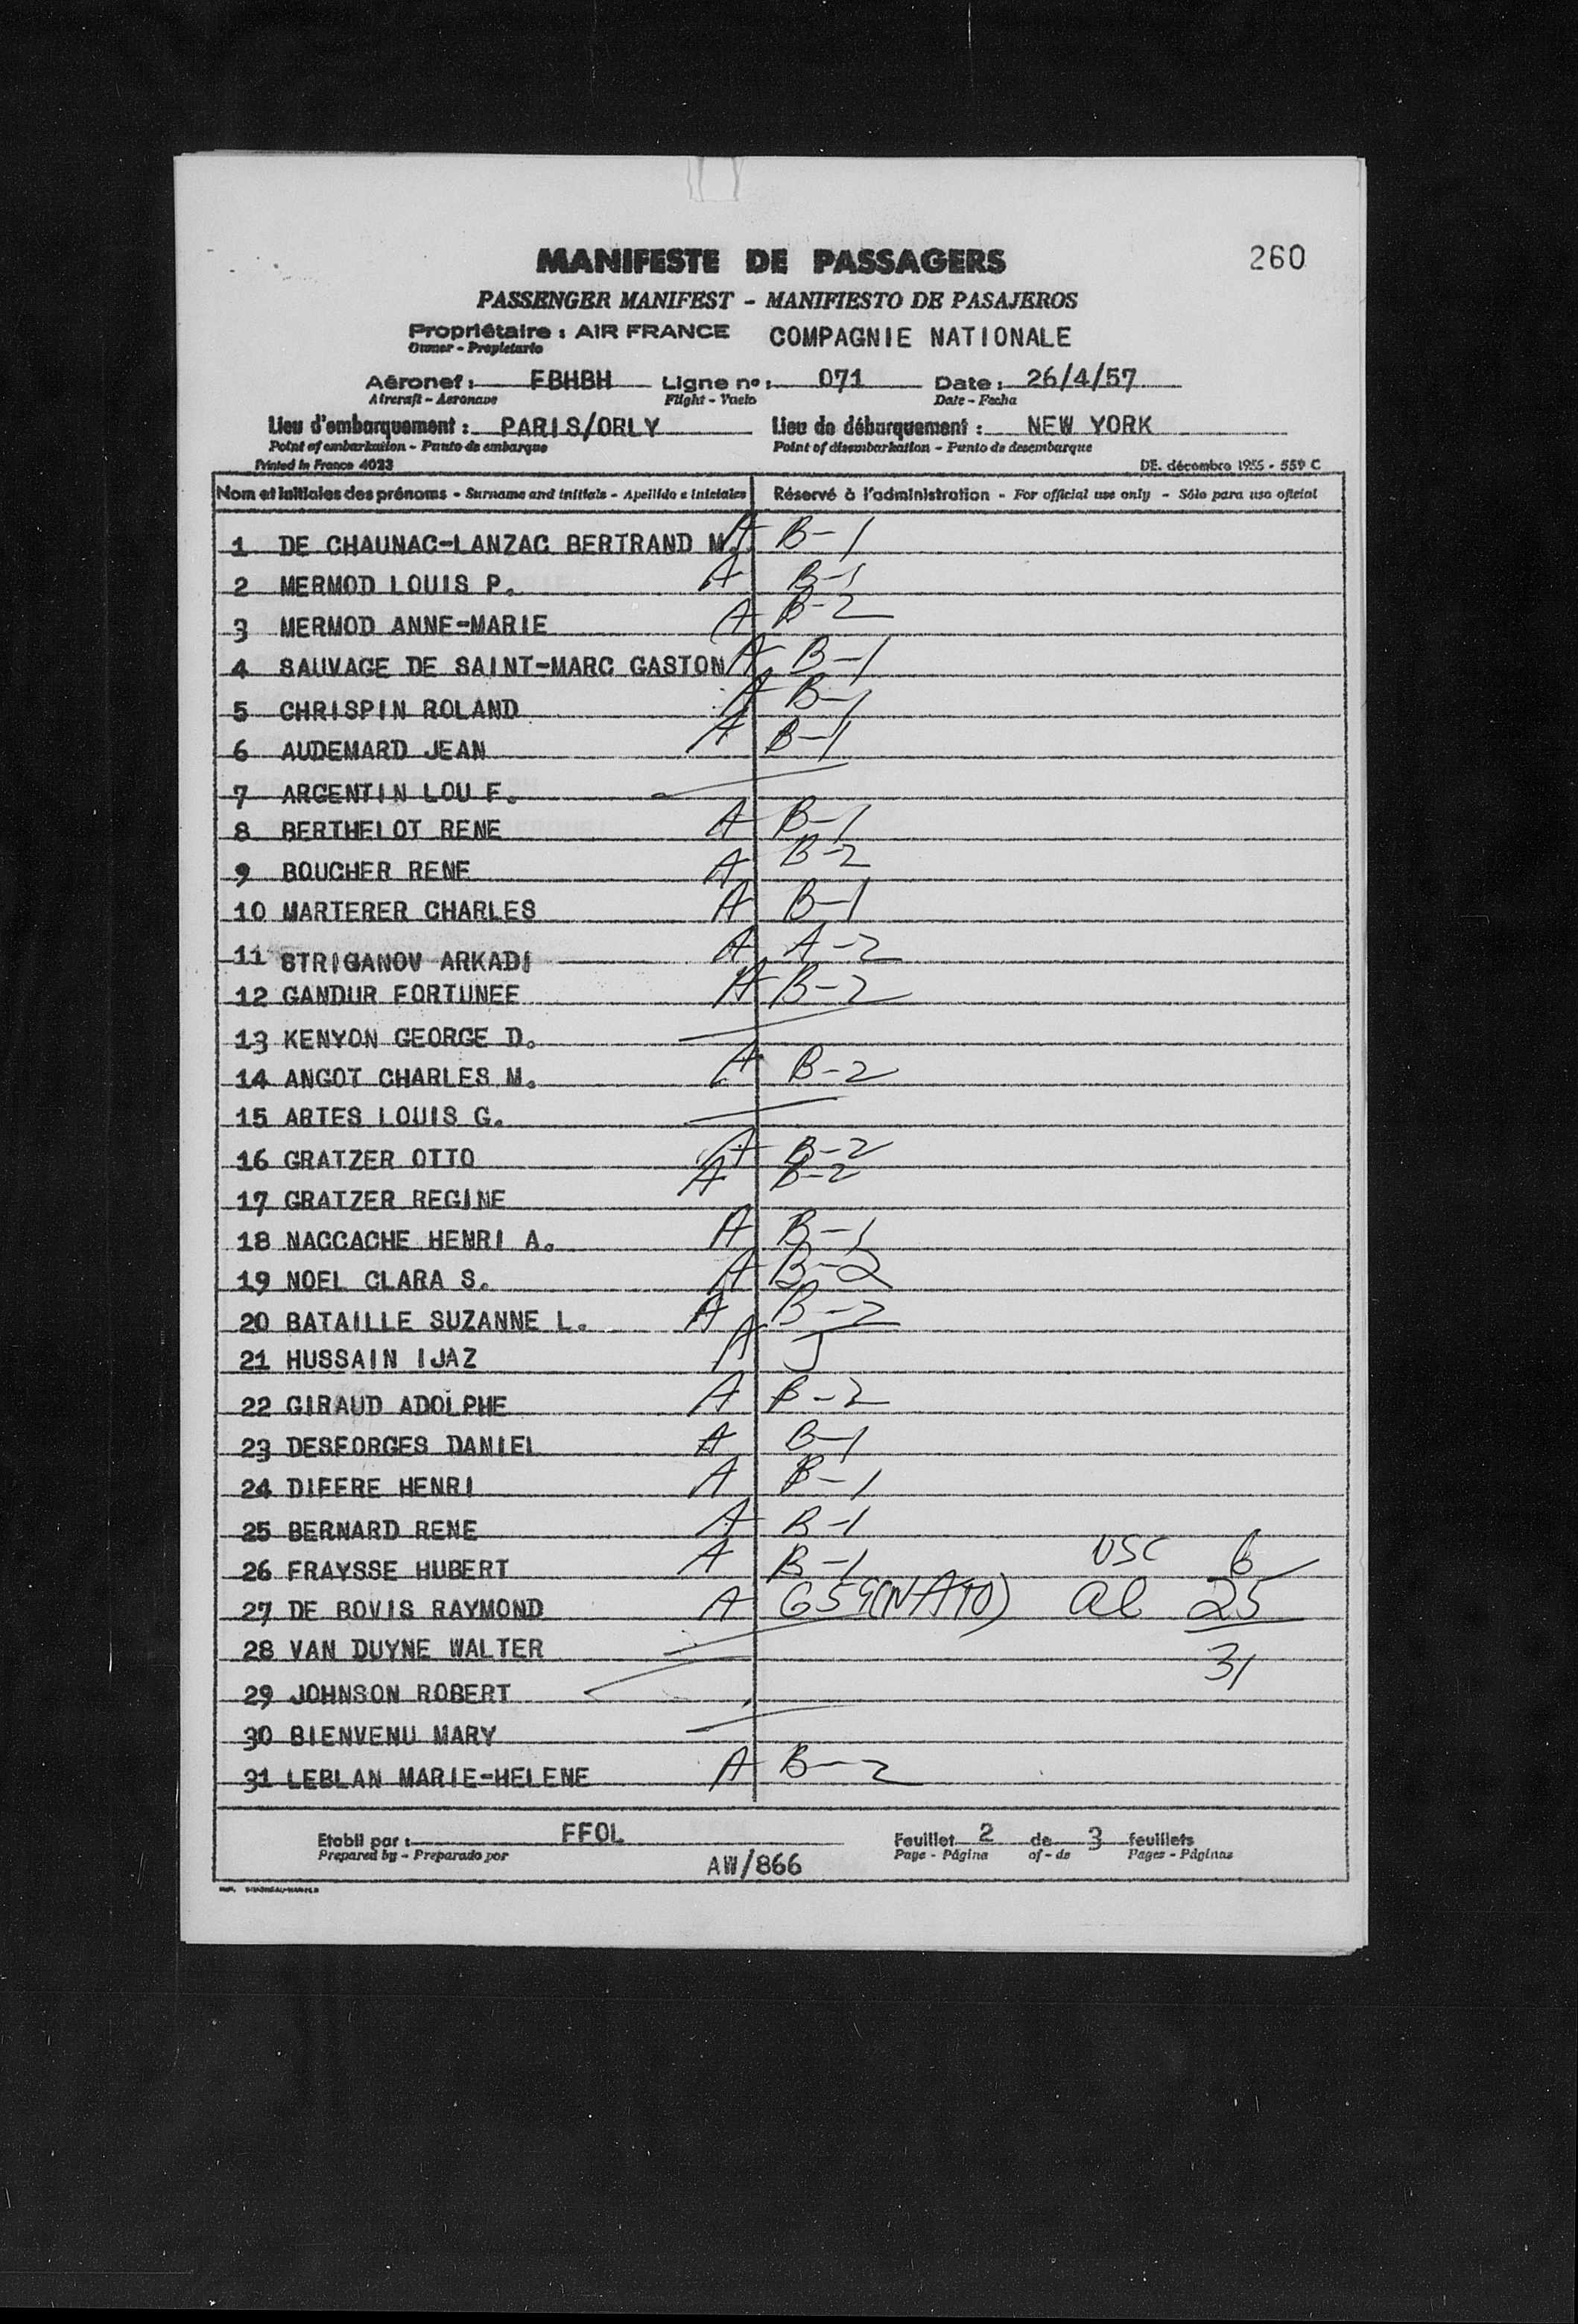 MANIFESTE DE PASSAGERS 260
PASSENGER MANIFEST - MANIFIESTO DE PASAJEROS
Propriétaire : AIR FRANCE COMPAGNIE NATIONALE
Owner - Propietario
Aéronef : FBHBH Ligne no : 071 Date : 26/4/57
Aircraft - Aeronave Flight - Vuelo Date - Fecha
Lieu d'embarquement : PARIS/ORLY Lieu de débarquement : NEW YORK
Point of embarkation - Punto de embarque Point of disembarkation - Punto de desembarque
Printed in France 4023 DE. décembre 1955 - 559 C
Nom et initiales des prénoms - Surname and initials - Apellido e iniciales Réservé à l'administration - For official use only - Sólo para uso oficial
1 DE CHAUNAC-LANZAC BERTRAND M. A B-1
2 MERMOD LOUIS P. A B-1
3 MERMOD ANNE-MARIE A B-2
4 SAUVAGE DE SAINT-MARC GASTON A B-1
5 CHRISPIN ROLAND A B-1
6 AUDEMARD JEAN A B-1
7 ARGENTIN LOU F.
8 BERTHELOT RENE A B-1
9 BOUCHER RENE A B-2
10 MARTERER CHARLES A B-1
11 STRIGANOV ARKADI A A-2
12 GANDUR FORTUNEE A B-2
13 KENYON GEORGE D.
14 ANGOT CHARLES M. A B-2
15 ARTES LOUIS G.
16 GRATZER OTTO A B-2
17 GRATZER REGINE A B-2
18 NACCACHE HENRI A. A B-1
19 NOEL CLARA S. A B-2
20 BATAILLE SUZANNE L. A B-2
21 HUSSAIN IJAZ A J
22 GIRAUD ADOLPHE A B-2
23 DESFORGES DANIEL A B-1
24 DIFERE HENRI A B-1
25 BERNARD RENE A B-1
26 FRAYSSE HUBERT A B-1 USC 6
27 DE BOVIS RAYMOND A (NATO) al 25
28 VAN DUYNE WALTER 31
29 JOHNSON ROBERT
30 BIENVENU MARY
31 LEBLAN MARIE-HELENE A B-2
Etabli par : FFOL Feuillet 2 de 3 feuillets
Prepared by - Preparado por Page - Página of - de Pages - Páginas
AW/866